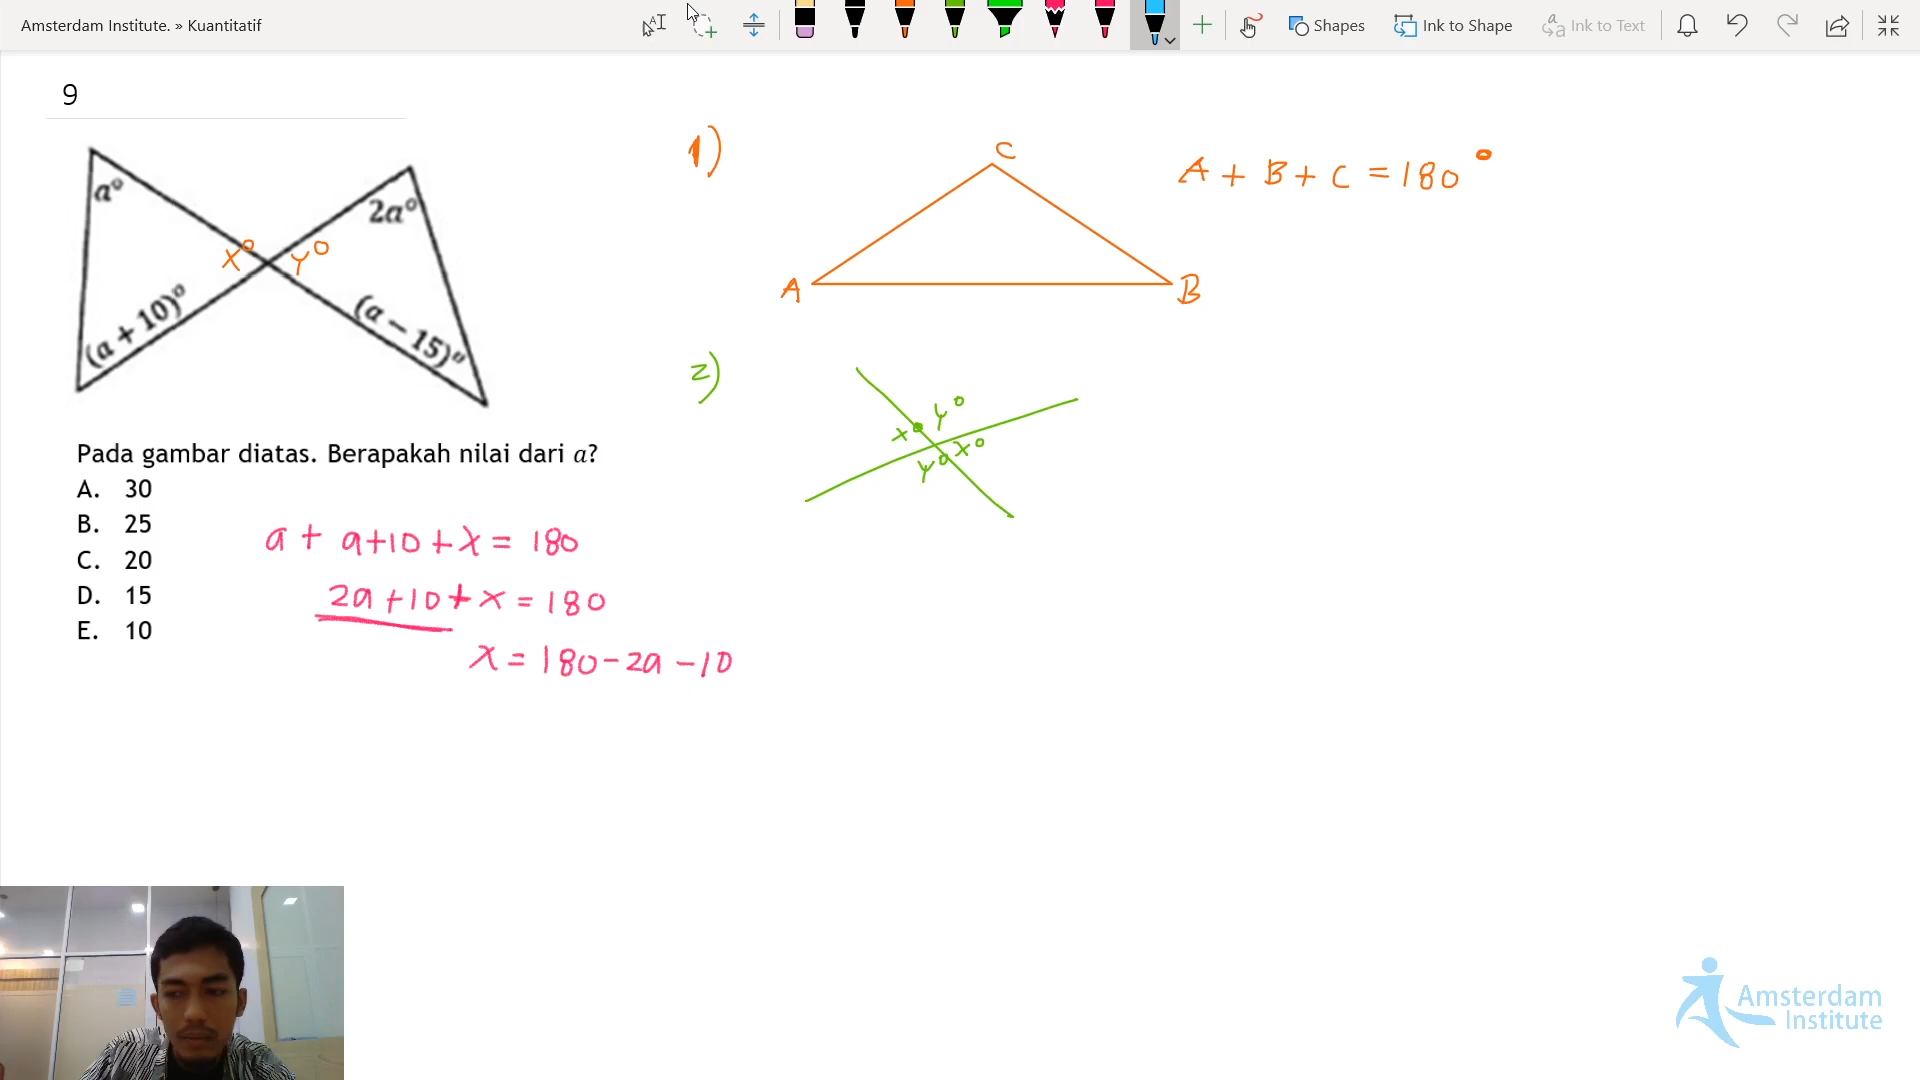 Amsterdam Institute. » Kuantitatif
Shapes
Ink to Shape
Ink to Text
9
a°
2a°
x°
y°
(a + 10)°
(a − 15)°
Pada gambar diatas. Berapakah nilai dari a?
A. 30
B. 25
C. 20
D. 15
E. 10
a + a+10 + x = 180
2a + 10 + x = 180
x = 180 - 2a - 10
1)
C
A
B
A + B + C = 180°
2)
y°
x°
x°
y°
Amsterdam
Institute